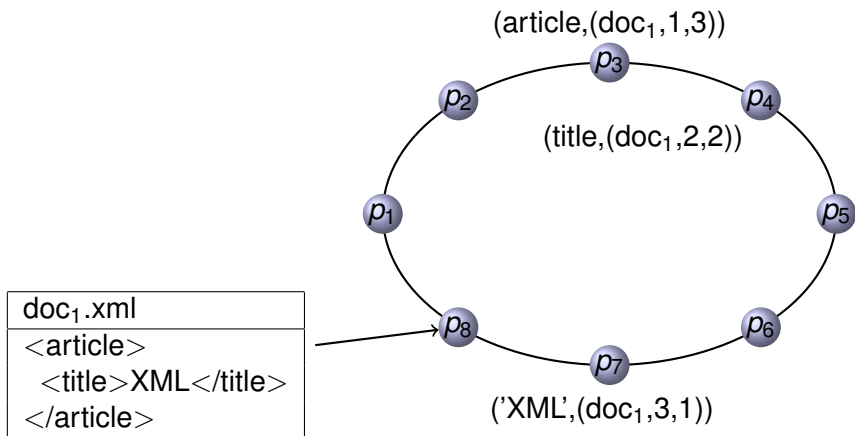 (article,(doc₁,1,3))
p₃
p₂
p₄
(title,(doc₁,2,2))
p₁
p₅
doc₁.xml
<article>
<title>XML</title>
</article>
p₈
p₆
p₇
('XML',(doc₁,3,1))